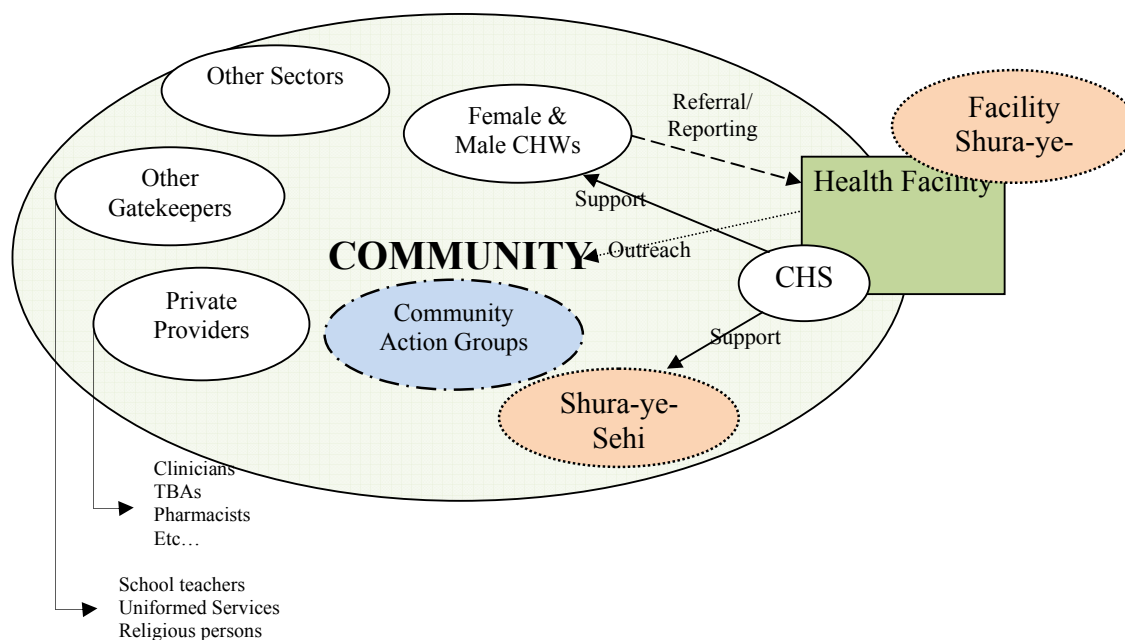 Other Sectors
Female &
Male CHWs
Referral/
Reporting
Facility
Shura-ye-
Other
Gatekeepers
Health Facility
Support
COMMUNITY
Outreach
CHS
Private
Providers
Community
Action Groups
Support
Shura-ye-
Sehi
Clinicians
TBAs
Pharmacists
Etc…
School teachers
Uniformed Services
Religious persons